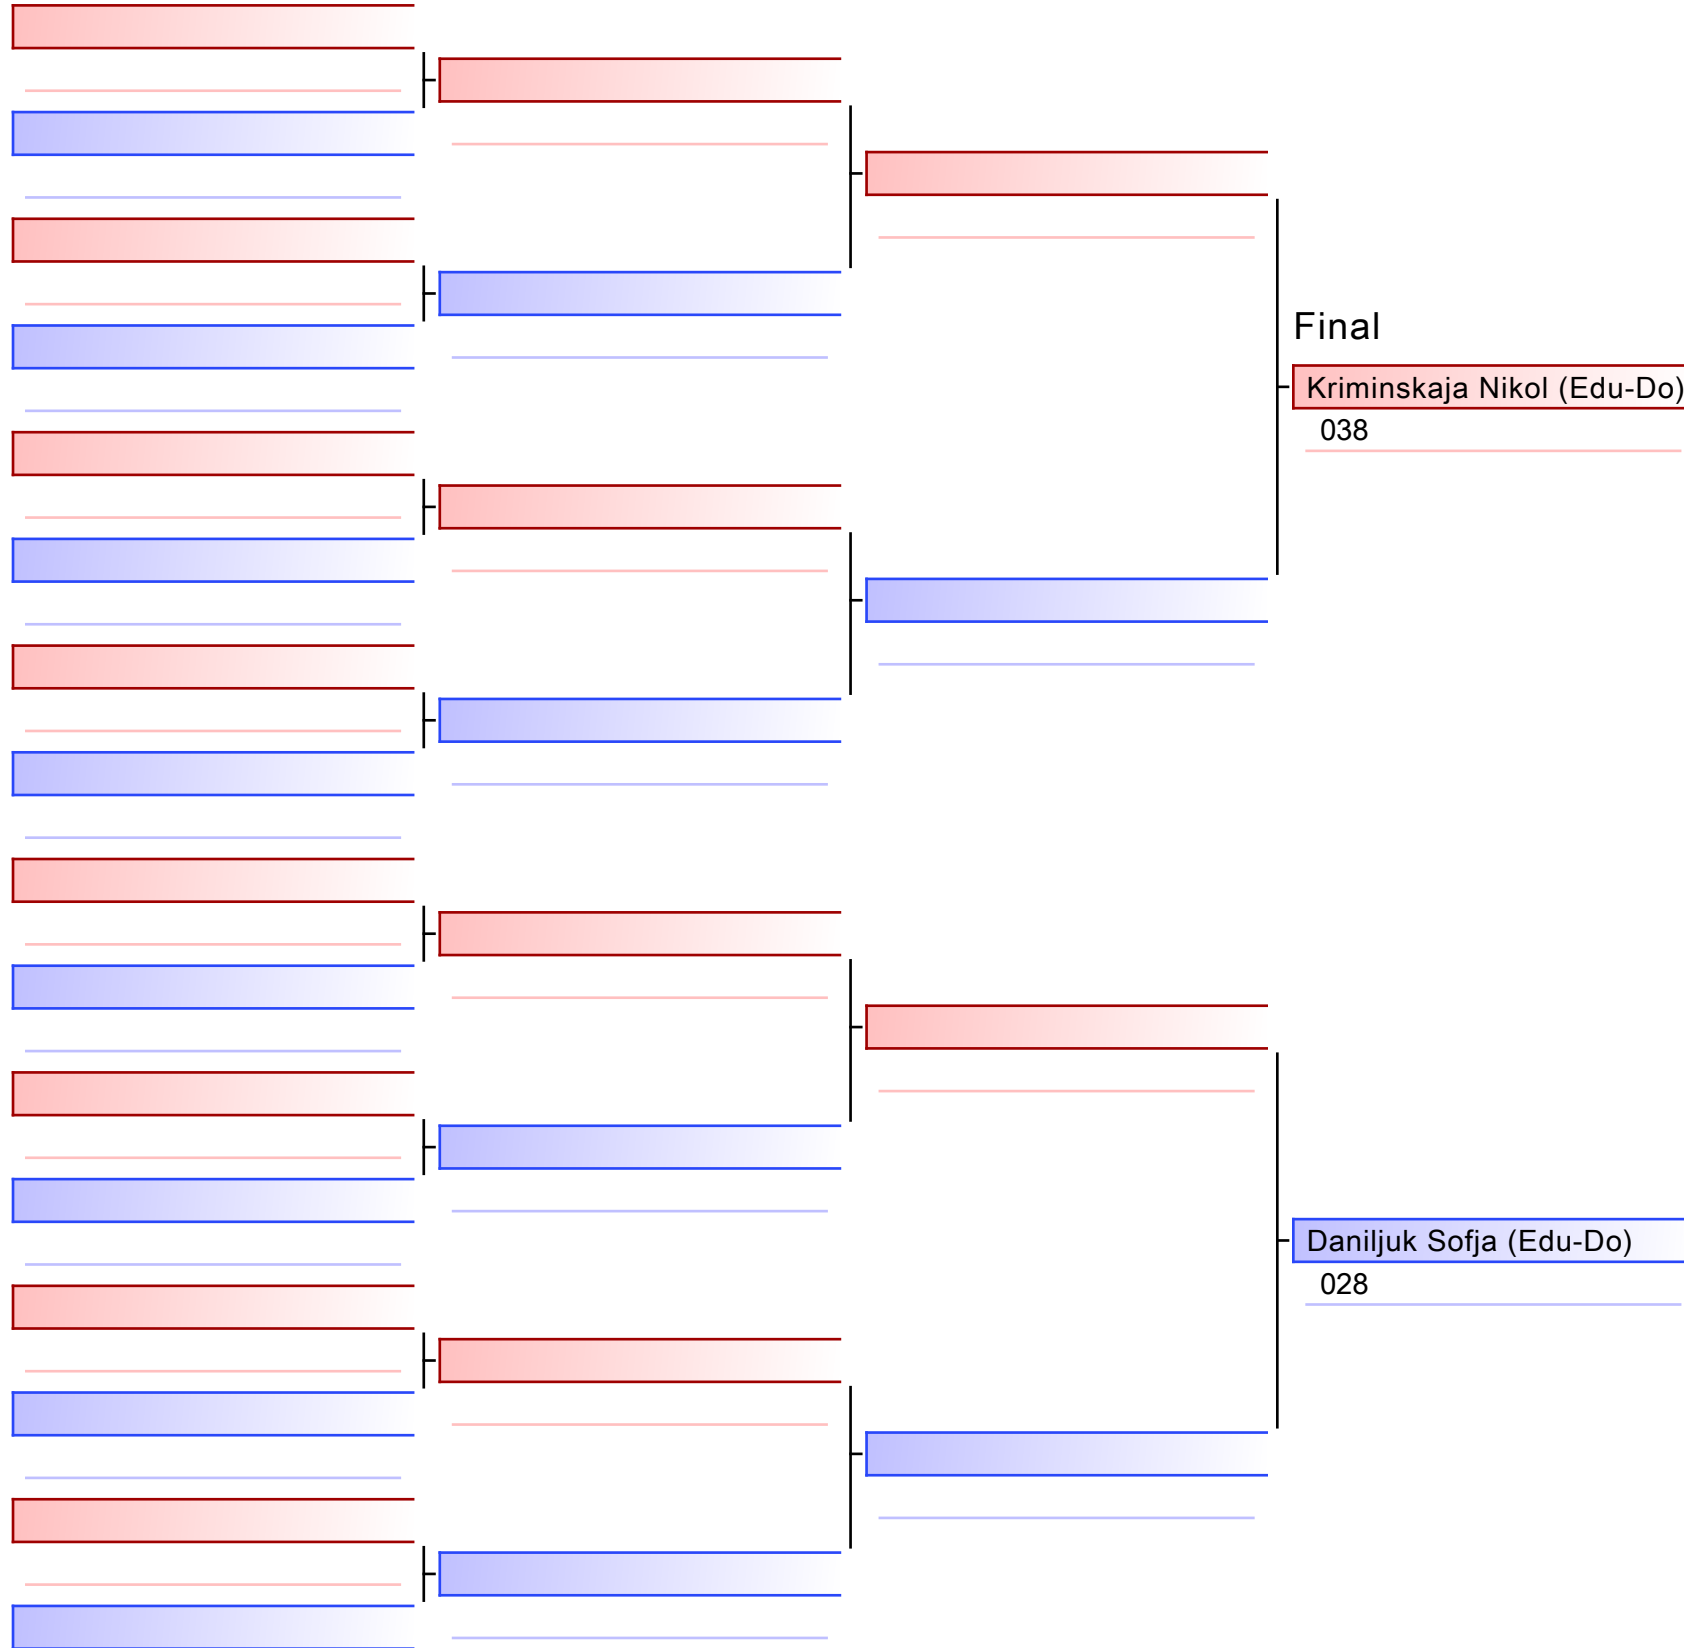 Final
Kriminskaja Nikol (Edu-Do)
038
Daniljuk Sofja (Edu-Do)
028